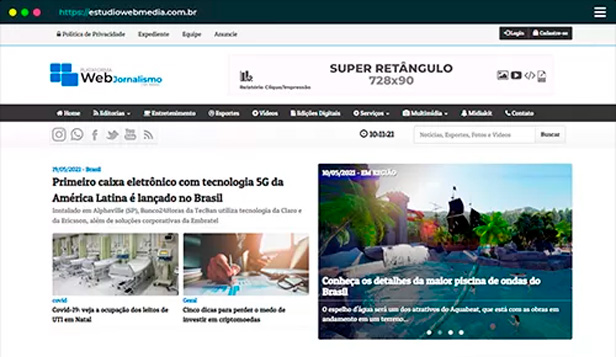 https://estudiowebmedia.com.br
Política de Privacidade Expediente Equipe Anuncie Login Cadastre-se
PLATAFORMA
Web Jornalismo
Relatório Clique/Impressão
SUPER RETÂNGULO
728x90
Home Editorias Entretenimento Esportes Vídeos Edições Digitais Serviços Multimídia Mídiakit Contato
10:11:21 Notícias, Esportes, Fotos e Vídeos Buscar
19/05/2021 - Brasil
Primeiro caixa eletrônico com tecnologia 5G da
América Latina é lançado no Brasil
Instalado em Alphaville (SP), Banco24Horas da TecBan utiliza tecnologia da Claro e
da Ericsson, além de soluções corporativas da Embratel
covid
Covid-19: veja a ocupação dos leitos de
UTI em Natal
Geral
Cinco dicas para perder o medo de
investir em criptomoedas
10/05/2021 - EM REGIÃO
Conheça os detalhes da maior piscina de ondas do
Brasil
O espelho d'água será um dos atrativos do Aquabeat, que está com as obras em
andamento em um terreno...